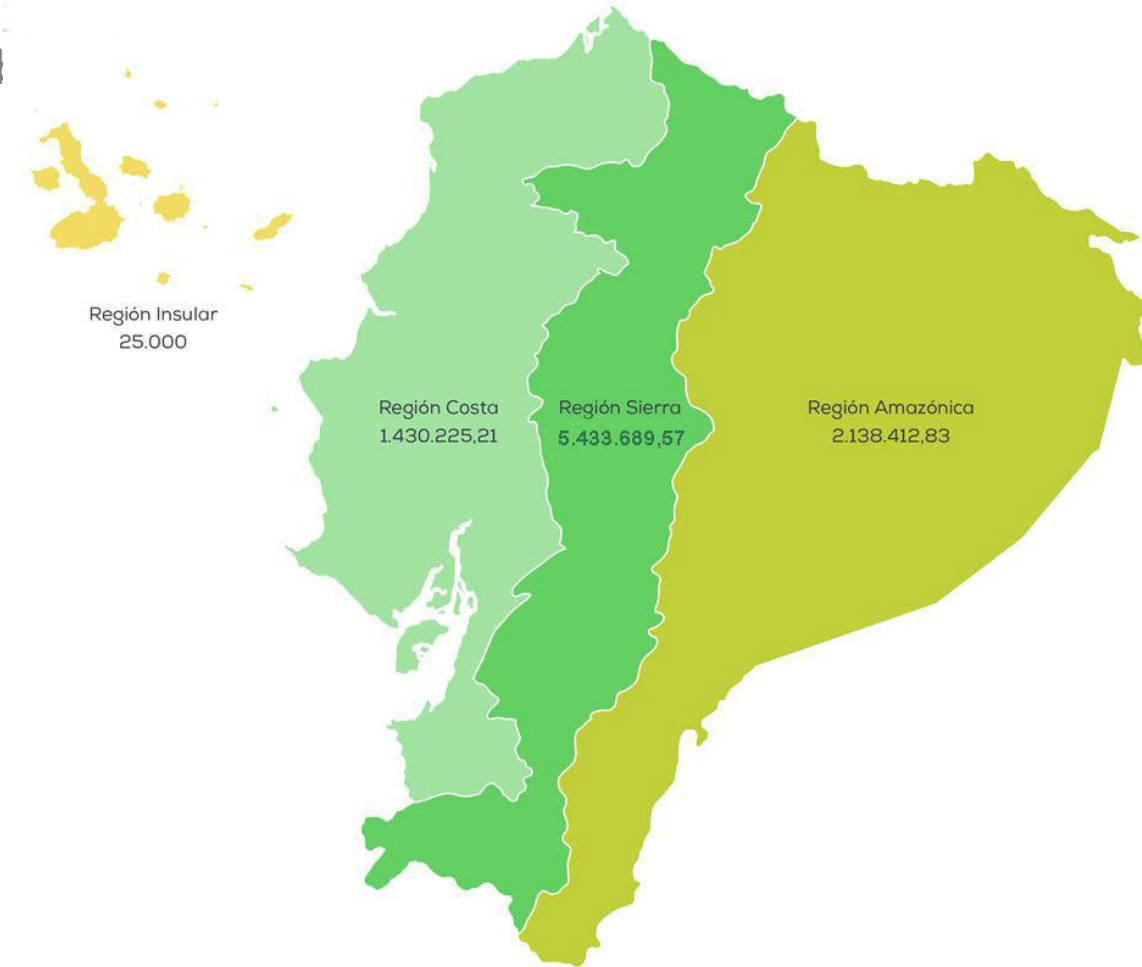 Región Insular
25.000
Región Costa
1.430.225,21
Región Sierra
5.433.689,57
Región Amazónica
2.138.412,83